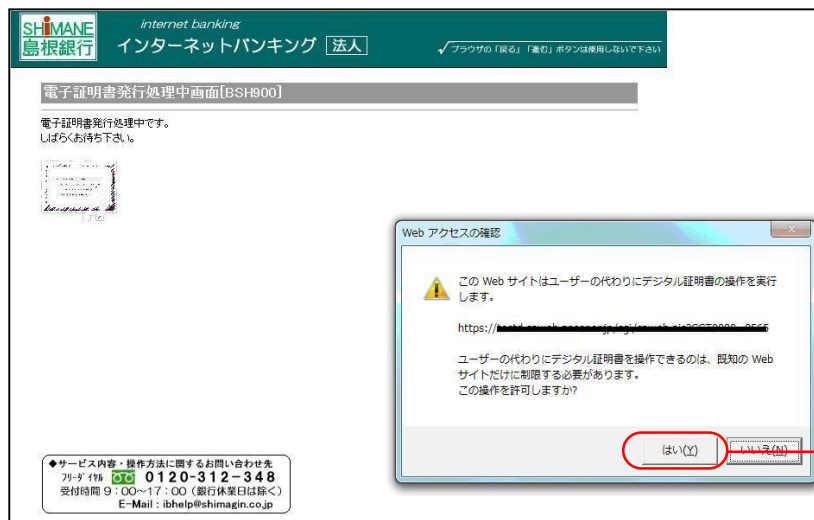 SHIMANE
島根銀行
internet banking
インターネットバンキング 法人
✓ブラウザの「戻る」「進む」ボタンは使用しないで下さい
電子証明書発行処理中画面[BSH900]
電子証明書発行処理中です。
しばらくお待ち下さい。
Web アクセスの確認
この Web サイトはユーザーの代わりにデジタル証明書の操作を実行
します。
https://
ユーザーの代わりにデジタル証明書を操作できるのは、既知の Web
サイトだけに制限する必要があります。
この操作を許可しますか?
はい(Y)
いいえ(N)
◆サービス内容・操作方法に関するお問い合わせ先
フリーダイヤル 0120-312-348
受付時間 9:00~17:00 (銀行休業日は除く)
E-Mail : ibhelp@shimagin.co.jp